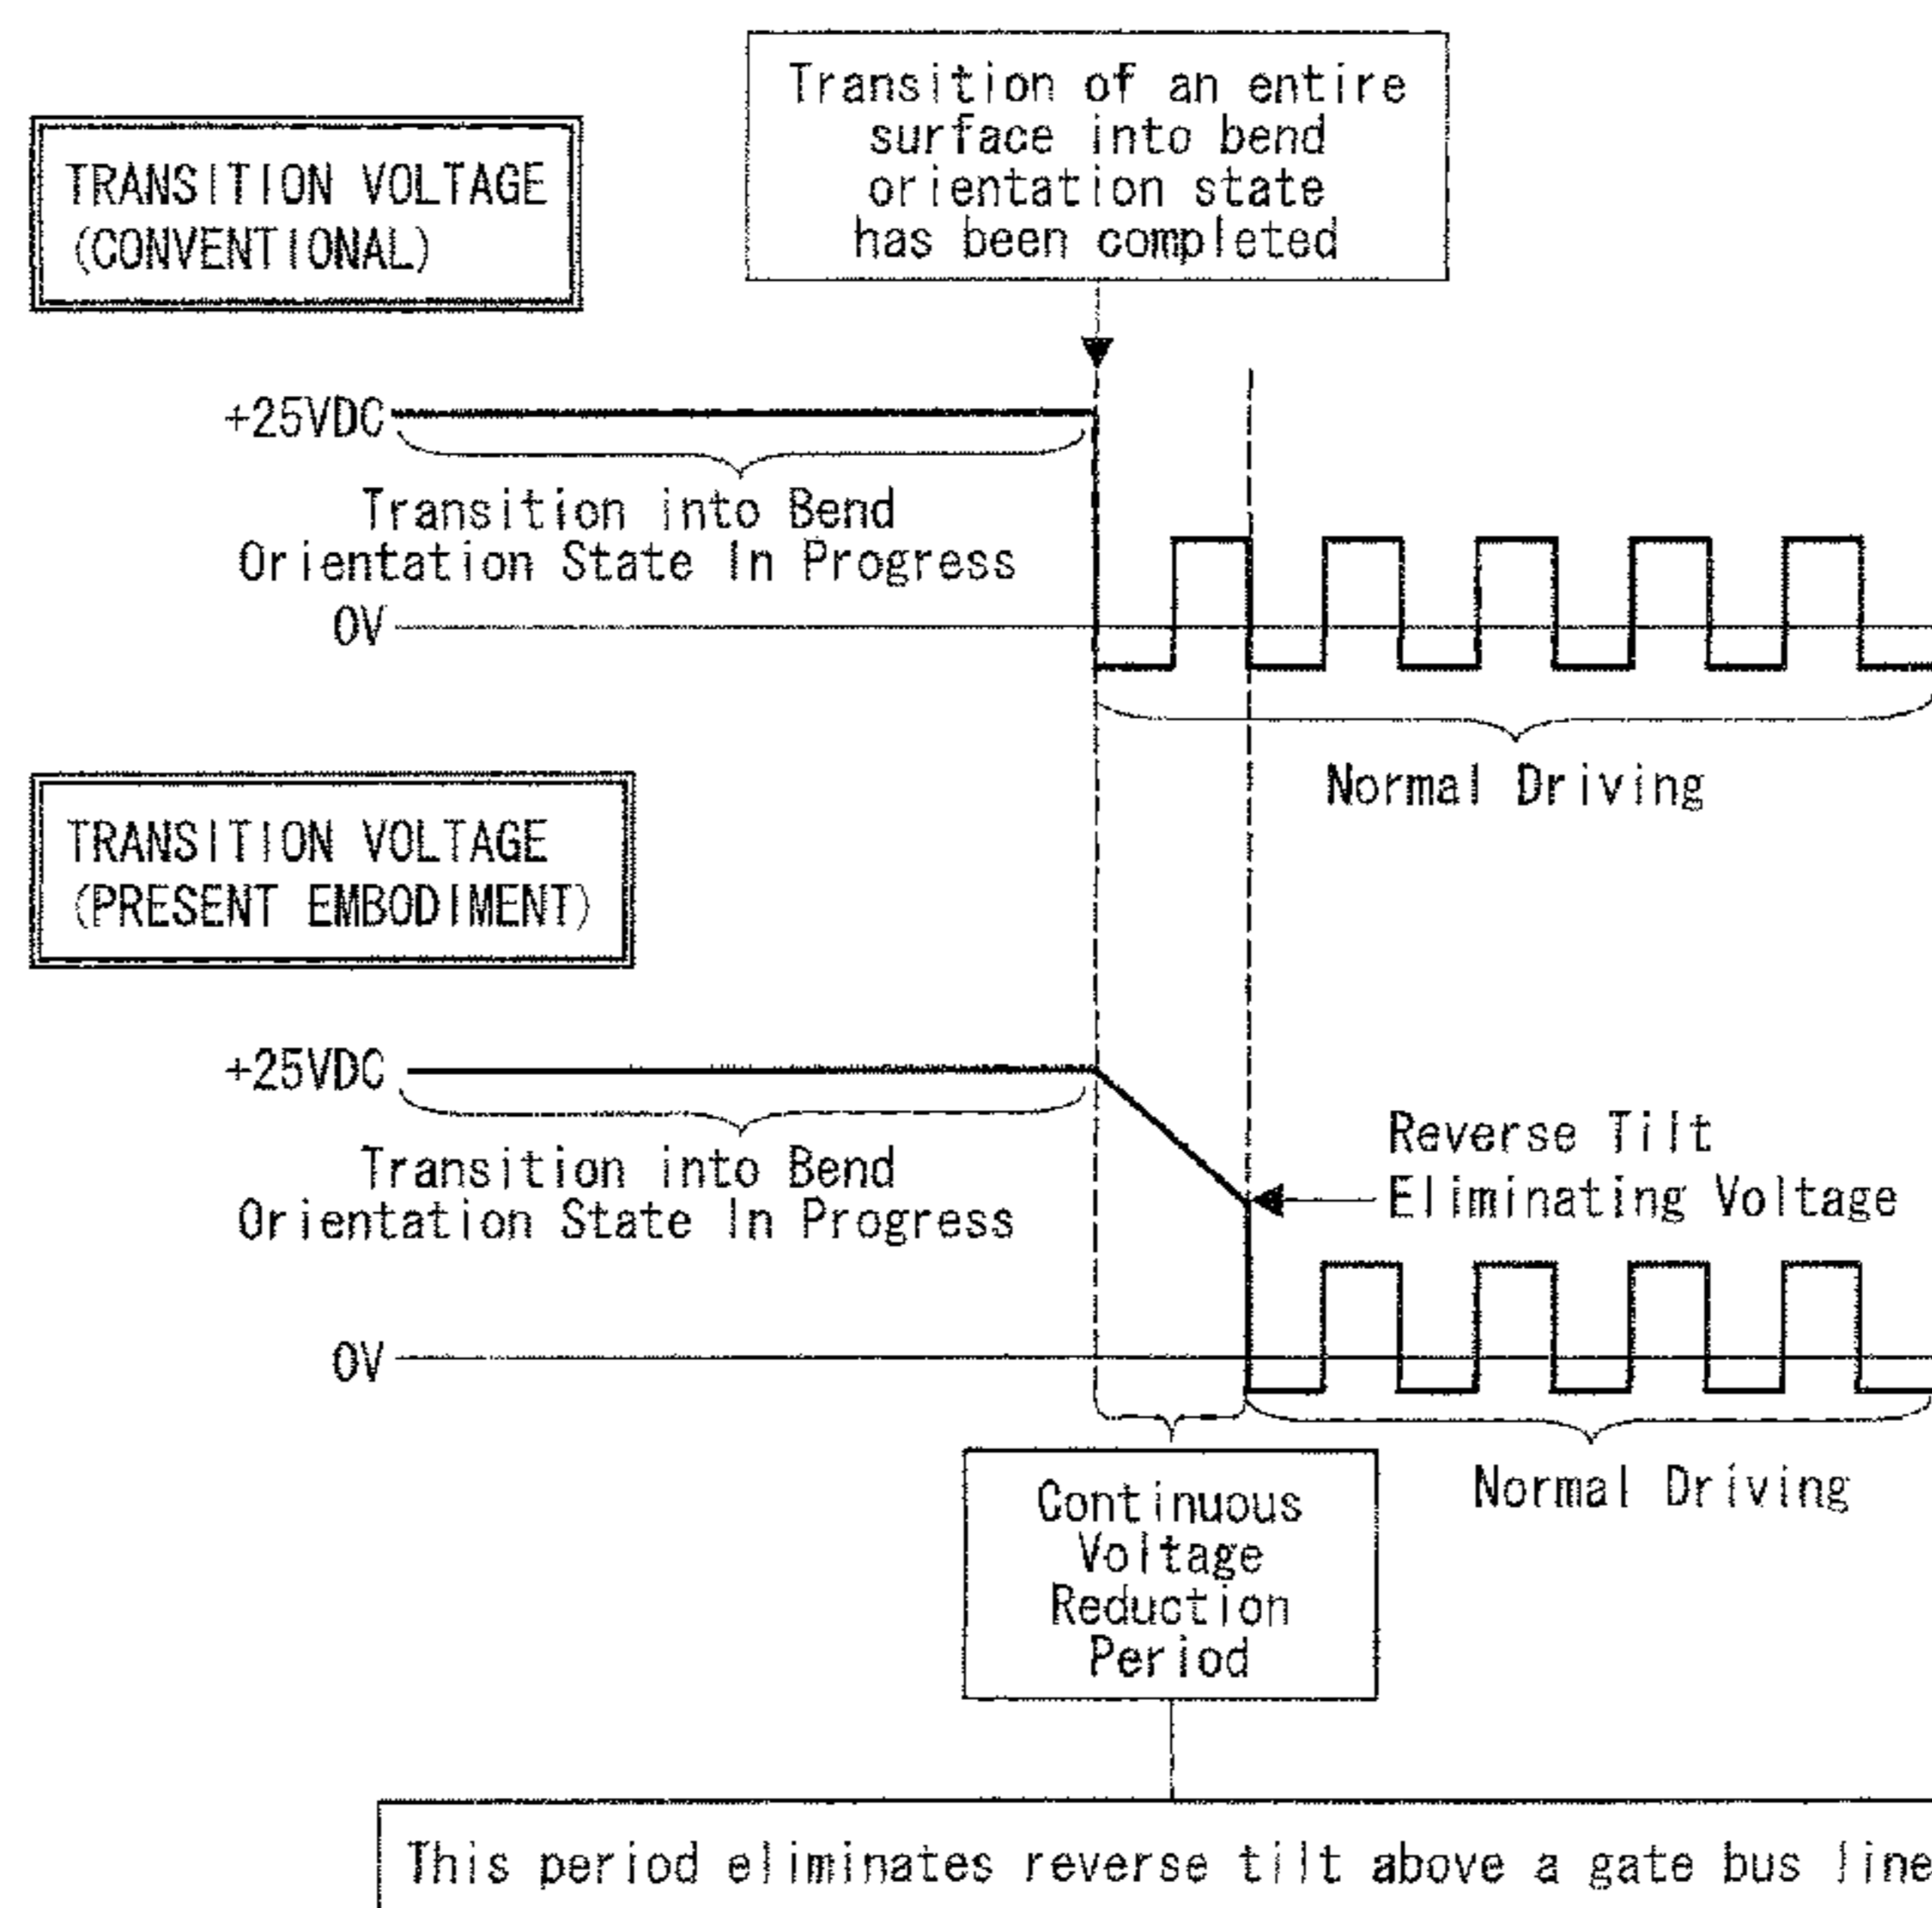 Transition of an entire
surface into bend
orientation state
has been completed
TRANSITION VOLTAGE
(CONVENTIONAL)
+25VDC
Transition into Bend
Orientation State In Progress
0V
Normal Driving
TRANSITION VOLTAGE
(PRESENT EMBODIMENT)
+25VDC
Transition into Bend
Orientation State In Progress
Reverse Tilt
Eliminating Voltage
0V
Normal Driving
Continuous
Voltage
Reduction
Period
This period eliminates reverse tilt above a gate bus line